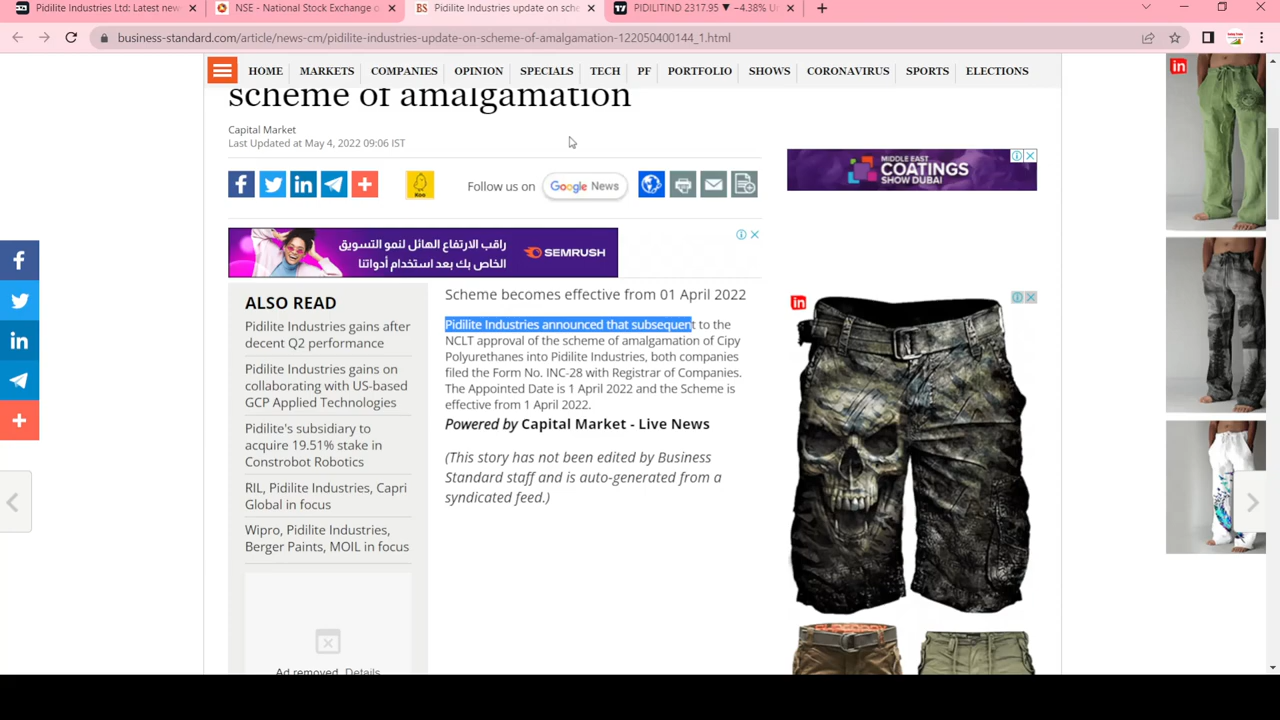 Pidilite Industries Ltd: Latest new
NSE - National Stock Exchange o
BS Pidilite Industries update on sche
PIDILITIND 2317.95 ▼ −4.38% U
business-standard.com/article/news-cm/pidilite-industries-update-on-scheme-of-amalgamation-122050400144_1.html
HOME MARKETS COMPANIES OPINION SPECIALS TECH PF PORTFOLIO SHOWS CORONAVIRUS SPORTS ELECTIONS
scheme of amalgamation
Capital Market
Last Updated at May 4, 2022 09:06 IST
Koo
Follow us on
Google News
MIDDLE EAST
COATINGS
SHOW DUBAI
راقب الارتفاع الهائل لنمو التسويق
الخاص بك بعد استخدام أدواتنا
SEMRUSH
ALSO READ
Pidilite Industries gains after
decent Q2 performance
Pidilite Industries gains on
collaborating with US-based
GCP Applied Technologies
Pidilite's subsidiary to
acquire 19.51% stake in
Constrobot Robotics
RIL, Pidilite Industries, Capri
Global in focus
Wipro, Pidilite Industries,
Berger Paints, MOIL in focus
Ad removed. Details
Scheme becomes effective from 01 April 2022
Pidilite Industries announced that subsequent to the
NCLT approval of the scheme of amalgamation of Cipy
Polyurethanes into Pidilite Industries, both companies
filed the Form No. INC-28 with Registrar of Companies.
The Appointed Date is 1 April 2022 and the Scheme is
effective from 1 April 2022.
Powered by Capital Market - Live News
(This story has not been edited by Business
Standard staff and is auto-generated from a
syndicated feed.)
in
in